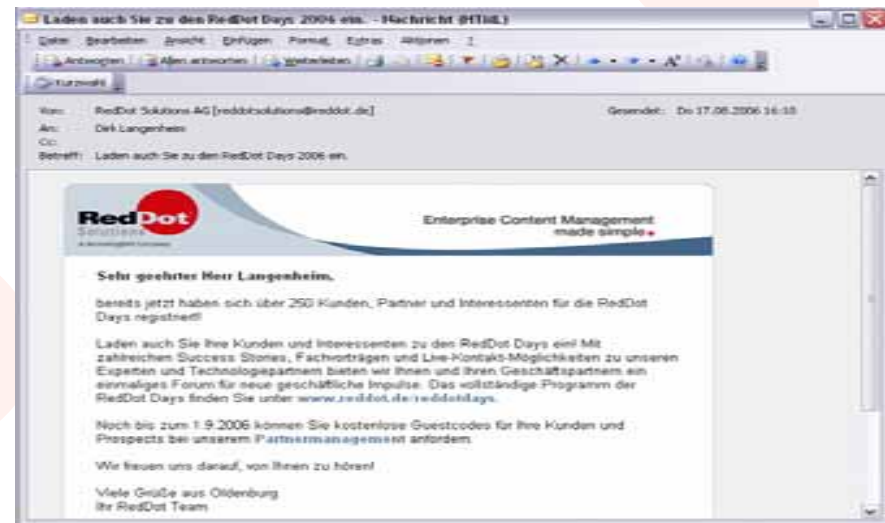 Laden auch Sie zu den RedDot Days 2006 ein. - Nachricht (HTML)
Datei Bearbeiten Ansicht Einfügen Format Extras Aktionen ?
Antworten Allen antworten Weiterleiten
Kurzwahl
Von: RedDot Solutions AG [reddotsolutions@reddot.de] Gesendet: Do 17.08.2006 16:10
An: Dirk Langenheim
Cc:
Betreff: Laden auch Sie zu den RedDot Days 2006 ein.
RedDot Enterprise Content Management
Solutions made simple
Sehr geehrter Herr Langenheim,
bereits jetzt haben sich über 250 Kunden, Partner und Interessenten für die RedDot
Days registriert!
Laden auch Sie Ihre Kunden und Interessenten zu den RedDot Days ein! Mit
zahlreichen Success Stories, Fachvorträgen und Live-Kontakt-Möglichkeiten zu unseren
Experten und Technologiepartnern bieten wir Ihnen und Ihren Geschäftspartnern ein
einmaliges Forum für neue geschäftliche Impulse. Das vollständige Programm der
RedDot Days finden Sie unter www.reddot.de/reddotdays.
Noch bis zum 1.9.2006 können Sie kostenlose Guestcodes für Ihre Kunden und
Prospects bei unserem Partnermanagement anfordern.
Wir freuen uns darauf, von Ihnen zu hören!
Viele Grüße aus Oldenburg
Ihr RedDot Team